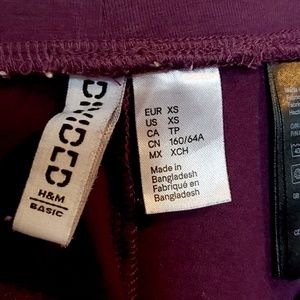 DIVIDED
H&M
BASIC
EUR XS
US XS
CA TP
CN 160/64A
MX XCH
Made in
Bangladesh
Fabriqué en
Bangladesh